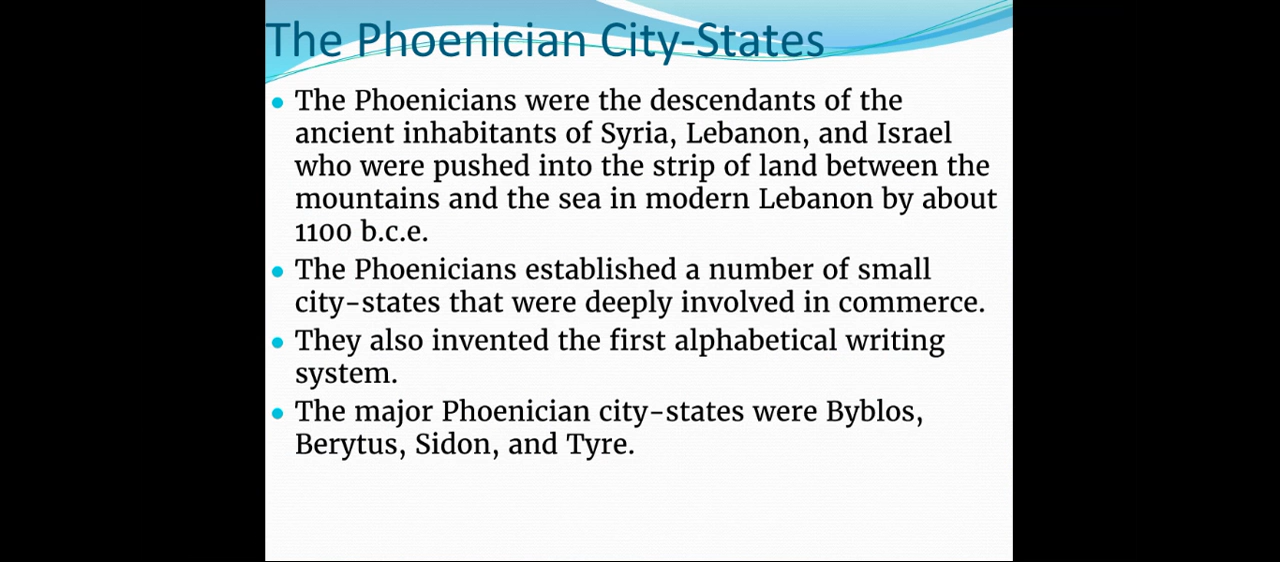 The Phoenician City-States
• The Phoenicians were the descendants of the
ancient inhabitants of Syria, Lebanon, and Israel
who were pushed into the strip of land between the
mountains and the sea in modern Lebanon by about
1100 b.c.e.
• The Phoenicians established a number of small
city-states that were deeply involved in commerce.
• They also invented the first alphabetical writing
system.
• The major Phoenician city-states were Byblos,
Berytus, Sidon, and Tyre.